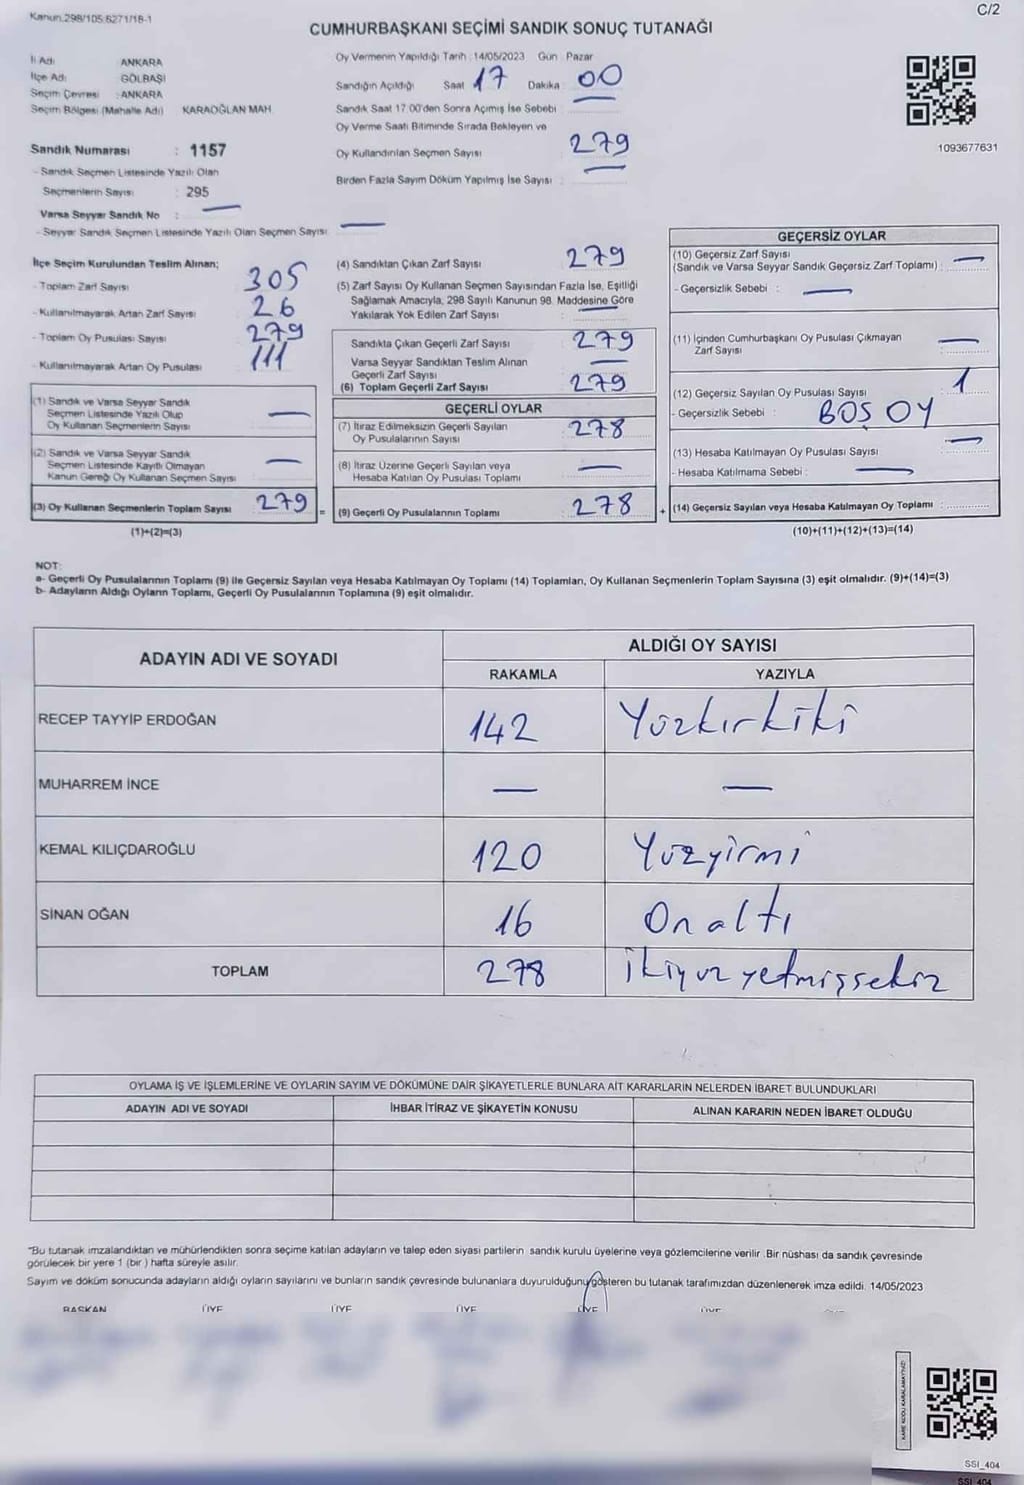 Kanun.298/105.6271/18-1
C/2
CUMHURBAŞKANI SEÇİMİ SANDIK SONUÇ TUTANAĞI
İl Adı ANKARA
İlçe Adı: GÖLBAŞI
Seçim Çevresi : ANKARA
Seçim Bölgesi (Mahalle Adı) KARAOĞLAN MAH
Sandık Numarası : 1157
- Sandık Seçmen Listesinde Yazılı Olan
Seçmenlerin Sayısı : 295
Varsa Seyyar Sandık No : —
- Seyyar Sandık Seçmen Listesinde Yazılı Olan Seçmen Sayısı —
Oy Vermenin Yapıldığı Tarih : 14/05/2023 Gün : Pazar
Sandığın Açıldığı Saat 17 Dakika : 00
Sandık Saat 17.00'den Sonra Açımış İse Sebebi
Oy Verme Saati Bitiminde Sırada Bekleyen ve
Oy Kullandırılan Seçmen Sayısı 279
Birden Fazla Sayım Döküm Yapılmış İse Sayısı : —
1093677631
İlçe Seçim Kurulundan Teslim Alınan;
- Toplam Zarf Sayısı 305
- Kullanılmayarak Artan Zarf Sayısı 26
- Toplam Oy Pusulası Sayısı 279
- Kullanılmayarak Artan Oy Pusulası 111
(1) Sandık ve Varsa Seyyar Sandık
Seçmen Listesinde Yazılı Olup
Oy Kullanan Seçmenlerin Sayısı —
(2) Sandık ve Varsa Seyyar Sandık
Seçmen Listesinde Kayıtlı Olmayan
Kanun Gereği Oy Kullanan Seçmen Sayısı —
(3) Oy Kullanan Seçmenlerin Toplam Sayısı 279 =
(1)+(2)=(3)
(4) Sandıktan Çıkan Zarf Sayısı 279
(5) Zarf Sayısı Oy Kullanan Seçmen Sayısından Fazla İse, Eşitliği
Sağlamak Amacıyla, 298 Sayılı Kanunun 98. Maddesine Göre
Yakılarak Yok Edilen Zarf Sayısı : —
Sandıkta Çıkan Geçerli Zarf Sayısı 279
Varsa Seyyar Sandıktan Teslim Alınan
Geçerli Zarf Sayısı —
(6) Toplam Geçerli Zarf Sayısı 279
GEÇERLİ OYLAR
(7) İtiraz Edilmeksizin Geçerli Sayılan
Oy Pusulalarının Sayısı 278
(8) İtiraz Üzerine Geçerli Sayılan veya
Hesaba Katılan Oy Pusulası Toplamı —
(9) Geçerli Oy Pusulalarının Toplamı 278 +
GEÇERSİZ OYLAR
(10) Geçersiz Zarf Sayısı
(Sandık ve Varsa Seyyar Sandık Geçersiz Zarf Toplamı) : —
- Geçersizlik Sebebi : —
(11) İçinden Cumhurbaşkanı Oy Pusulası Çıkmayan
Zarf Sayısı : —
(12) Geçersiz Sayılan Oy Pusulası Sayısı 1
- Geçersizlik Sebebi : BOŞ OY
(13) Hesaba Katılmayan Oy Pusulası Sayısı —
- Hesaba Katılmama Sebebi : —
(14) Geçersiz Sayılan veya Hesaba Katılmayan Oy Toplamı :
(10)+(11)+(12)+(13)=(14)
NOT:
a- Geçerli Oy Pusulalarının Toplamı (9) ile Geçersiz Sayılan veya Hesaba Katılmayan Oy Toplamı (14) Toplamları, Oy Kullanan Seçmenlerin Toplam Sayısına (3) eşit olmalıdır. (9)+(14)=(3)
b- Adayların Aldığı Oyların Toplamı, Geçerli Oy Pusulalarının Toplamına (9) eşit olmalıdır.
ADAYIN ADI VE SOYADI
ALDIĞI OY SAYISI
RAKAMLA YAZIYLA
RECEP TAYYİP ERDOĞAN 142 Yüzkırkiki
MUHARREM İNCE — —
KEMAL KILIÇDAROĞLU 120 Yüzyirmi
SİNAN OĞAN 16 Onaltı
TOPLAM 278 ikiyüzyetmişsekiz
OYLAMA İŞ VE İŞLEMLERİNE VE OYLARIN SAYIM VE DÖKÜMÜNE DAİR ŞİKAYETLERLE BUNLARA AİT KARARLARIN NELERDEN İBARET BULUNDUKLARI
ADAYIN ADI VE SOYADI İHBAR İTİRAZ VE ŞİKAYETİN KONUSU ALINAN KARARIN NEDEN İBARET OLDUĞU
"Bu tutanak imzalandıktan ve mühürlendikten sonra seçime katılan adayların ve talep eden siyasi partilerin sandık kurulu üyelerine veya gözlemcilerine verilir. Bir nüshası da sandık çevresinde
görülecek bir yere 1 (bir) hafta süreyle asılır.
Sayım ve döküm sonucunda adayların aldığı oyların sayılarını ve bunların sandık çevresinde bulunanlara duyurulduğunu gösteren bu tutanak tarafımızdan düzenlenerek imza edildi. 14/05/2023
BAŞKAN ÜYE ÜYE ÜYE ÜYE ÜYE
KARE KODU KARALAMAYINIZ!
SSI_404
SSI_404